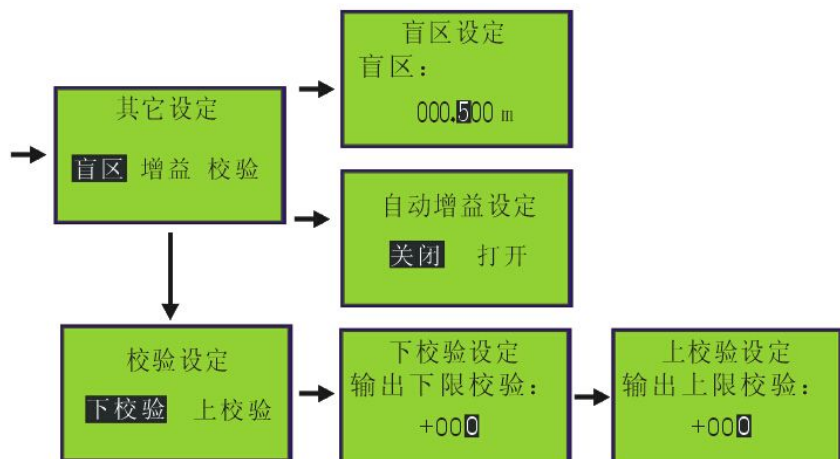 盲区设定
盲区：
000.500 m
其它设定
盲区 增益 校验
自动增益设定
关闭 打开
校验设定
下校验 上校验
下校验设定
输出下限校验：
+000
上校验设定
输出上限校验：
+000